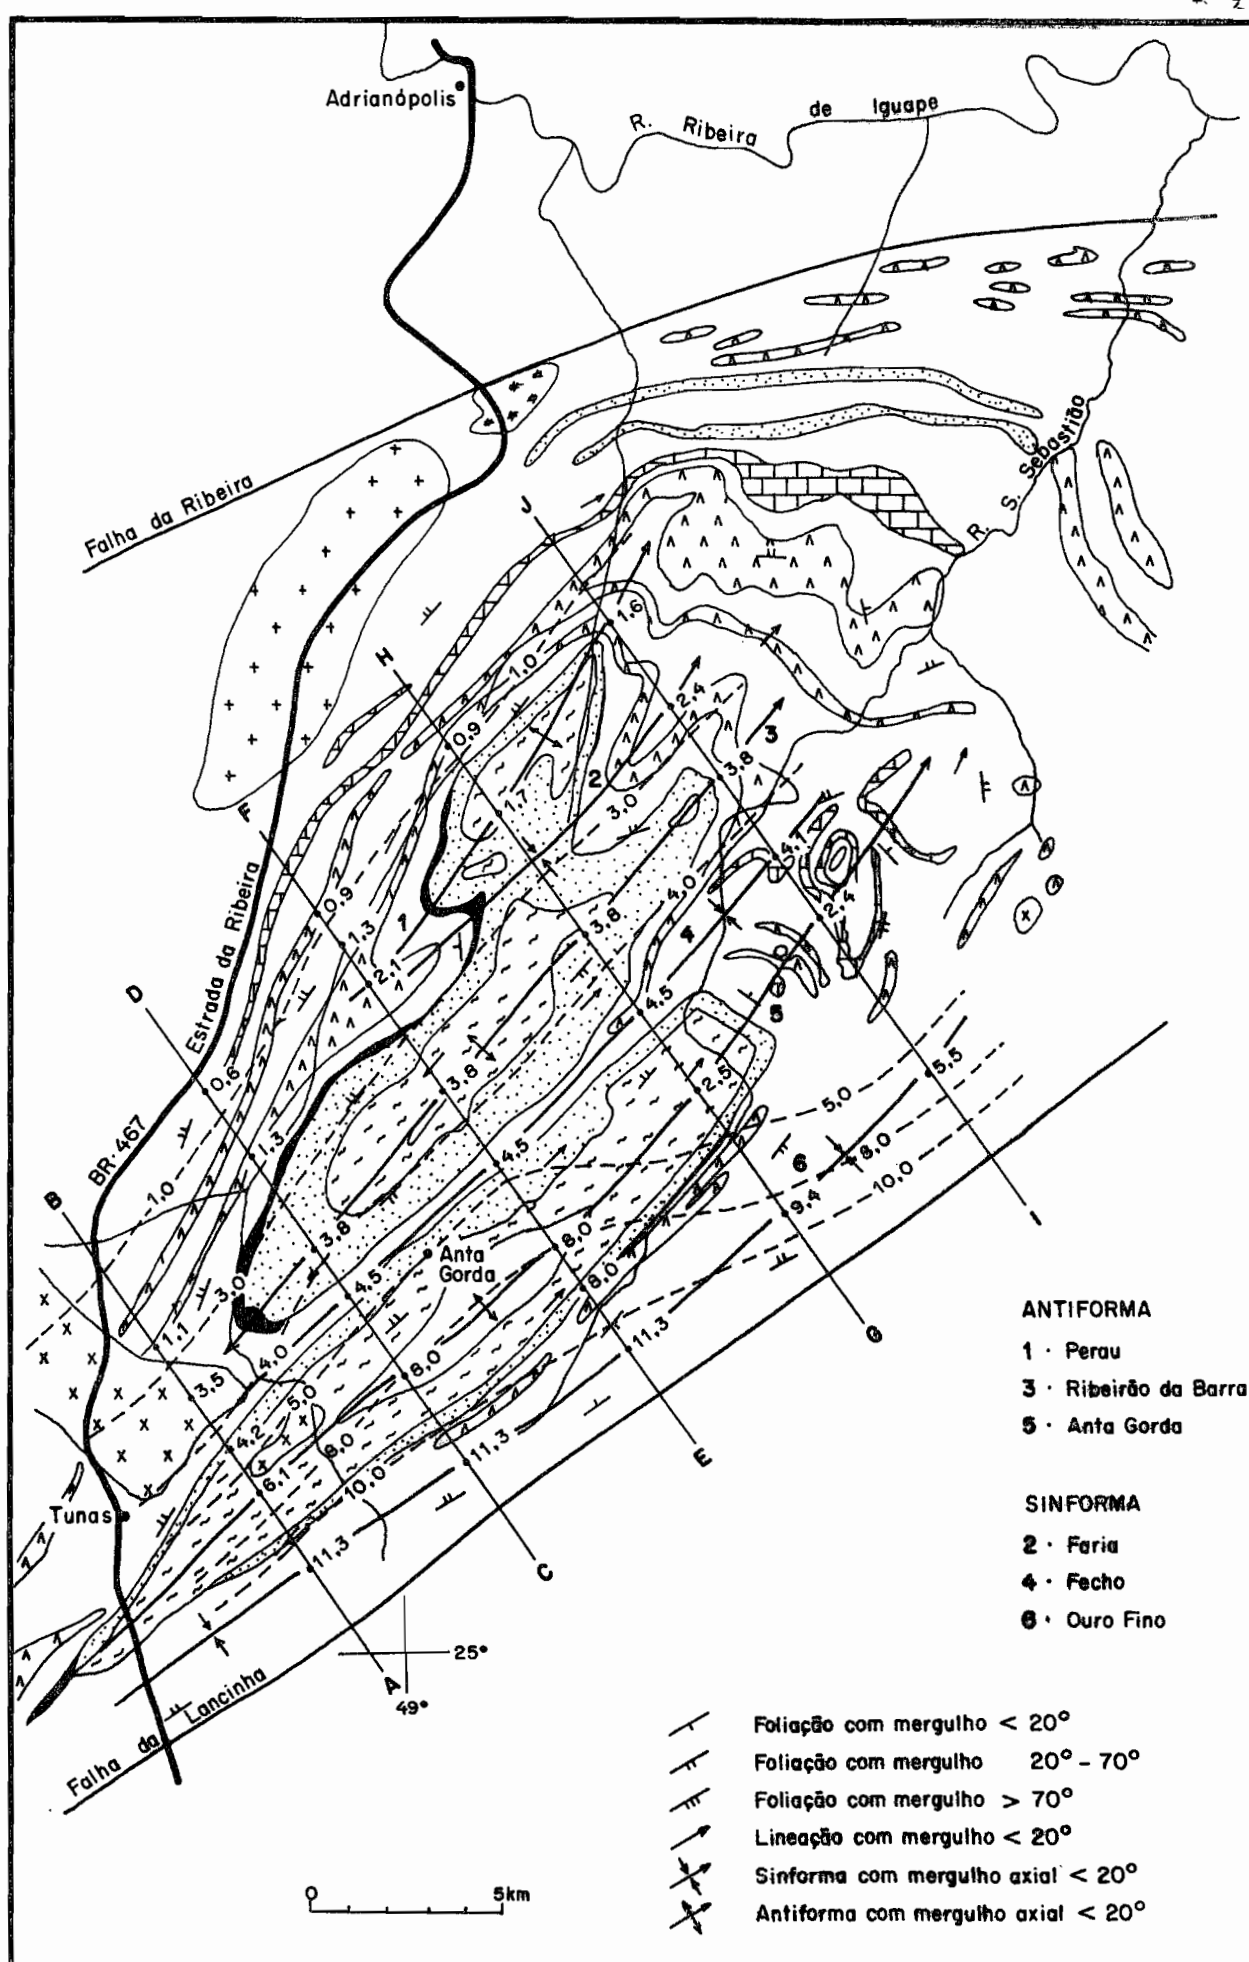 Adrianópolis
R. Ribeira de Iguape
Falha da Ribeira
R. S. Sebastião
J
1,6
H
1,0
2,4
0,9
3
3,8
2
1,7
3,0
F
4,1
Estrada da Ribeira
0,9
4,0
2,4
1
1,3
3,8
4
2,1
4,5
5
D
0,6
3,8
2,5
5,5
5,0
BR·467
1,3
4,5
6
8,0
B
1,0
10,0
9,4
I
3,8
8,0
Anta
Gorda
3,0
4,5
8,0
1,1
4,0
11,3
G
3,5
5,0
8,0
4,2
8,0
11,3
E
6,1
10,0
Tunas
11,3
C
25°
A
49°
Falha da Lancinha
ANTIFORMA
1 · Perau
3 · Ribeirão da Barra
5 · Anta Gorda
SINFORMA
2 · Faria
4 · Fecho
6 · Ouro Fino
Foliação com mergulho < 20°
Foliação com mergulho 20° - 70°
Foliação com mergulho > 70°
Lineação com mergulho < 20°
Sinforma com mergulho axial < 20°
Antiforma com mergulho axial < 20°
0 5km